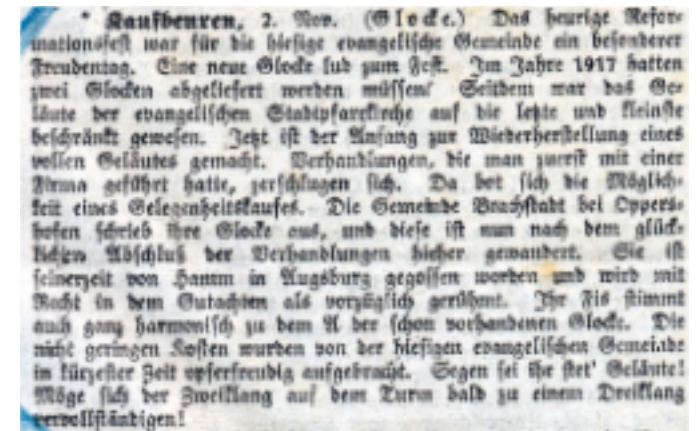 * Kaufbeuren, 2. Nov. (Glocke.) Das heurige Refor-
mationsfest war für die hiesige evangelische Gemeinde ein besonderer
Freudentag. Eine neue Glocke lud zum Fest. Im Jahre 1917 hatten
zwei Glocken abgeliefert werden müssen! Seitdem war das Ge-
läute der evangelischen Stadtpfarrkirche auf die letzte und kleinste
beschränkt gewesen. Jetzt ist der Anfang zur Wiederherstellung eines
vollen Geläutes gemacht. Verhandlungen, die man zuerst mit einer
Firma geführt hatte, zerschlugen sich. Da bot sich die Möglich-
keit eines Gelegenheitskaufes. Die Gemeinde bei Oppers-
hofen schrieb ihre Glocke aus, und diese ist nun nach dem glück-
lichen Abschluß der Verhandlungen hieher gewandert. Sie ist
seinerzeit von Hamm in Augsburg gegossen worden und wird mit
Recht in dem Gutachten als vorzüglich gerühmt. Ihr Fis stimmt
auch ganz harmonisch zu dem A der schon vorhandenen Glocke. Die
nicht geringen Kosten wurden von der hiesigen evangelischen Gemeinde
in kürzester Zeit opferfreudig aufgebracht. Segen sei ihr stet' Geläute!
Möge sich der Zweiklang auf dem Turm bald zu einem Dreiklang
vervollständigen!